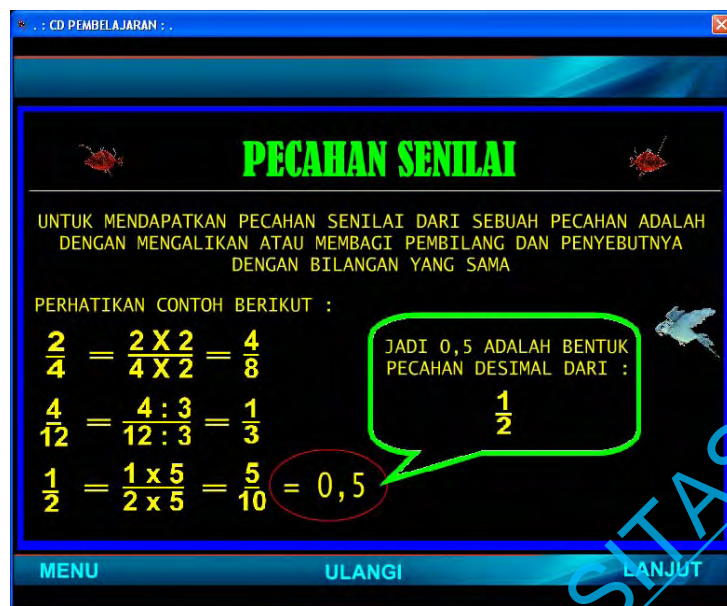 . : CD PEMBELAJARAN : .
PECAHAN SENILAI
UNTUK MENDAPATKAN PECAHAN SENILAI DARI SEBUAH PECAHAN ADALAH
DENGAN MENGALIKAN ATAU MEMBAGI PEMBILANG DAN PENYEBUTNYA
DENGAN BILANGAN YANG SAMA
PERHATIKAN CONTOH BERIKUT :
2/4 = 2 X 2/4 X 2 = 4/8
4/12 = 4 : 3/12 : 3 = 1/3
1/2 = 1 x 5/2 x 5 = 5/10 = 0,5
JADI 0,5 ADALAH BENTUK
PECAHAN DESIMAL DARI :
1/2
MENU ULANGI LANJUT